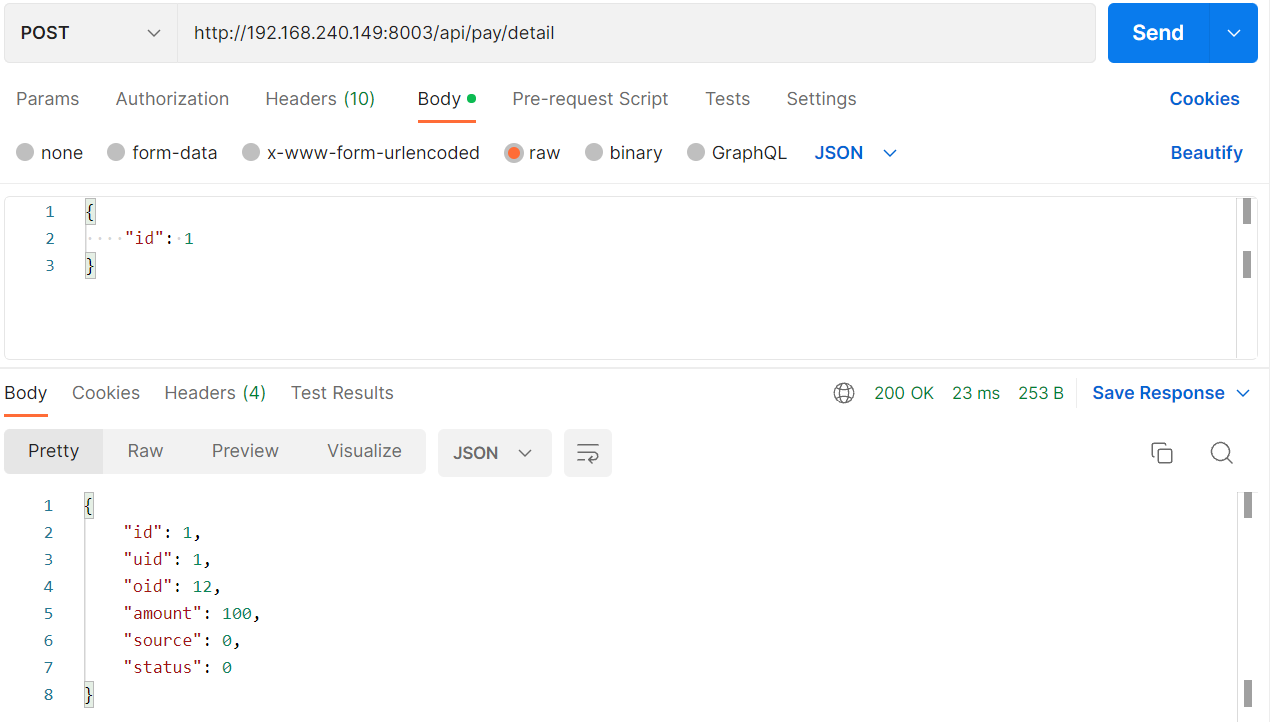 POST http://192.168.240.149:8003/api/pay/detail Send
Params Authorization Headers (10) Body Pre-request Script Tests Settings Cookies
none form-data x-www-form-urlencoded raw binary GraphQL JSON Beautify
1 {
2 ····"id":·1
3 }
Body Cookies Headers (4) Test Results 200 OK 23 ms 253 B Save Response
Pretty Raw Preview Visualize JSON
1 {
2 "id": 1,
3 "uid": 1,
4 "oid": 12,
5 "amount": 100,
6 "source": 0,
7 "status": 0
8 }